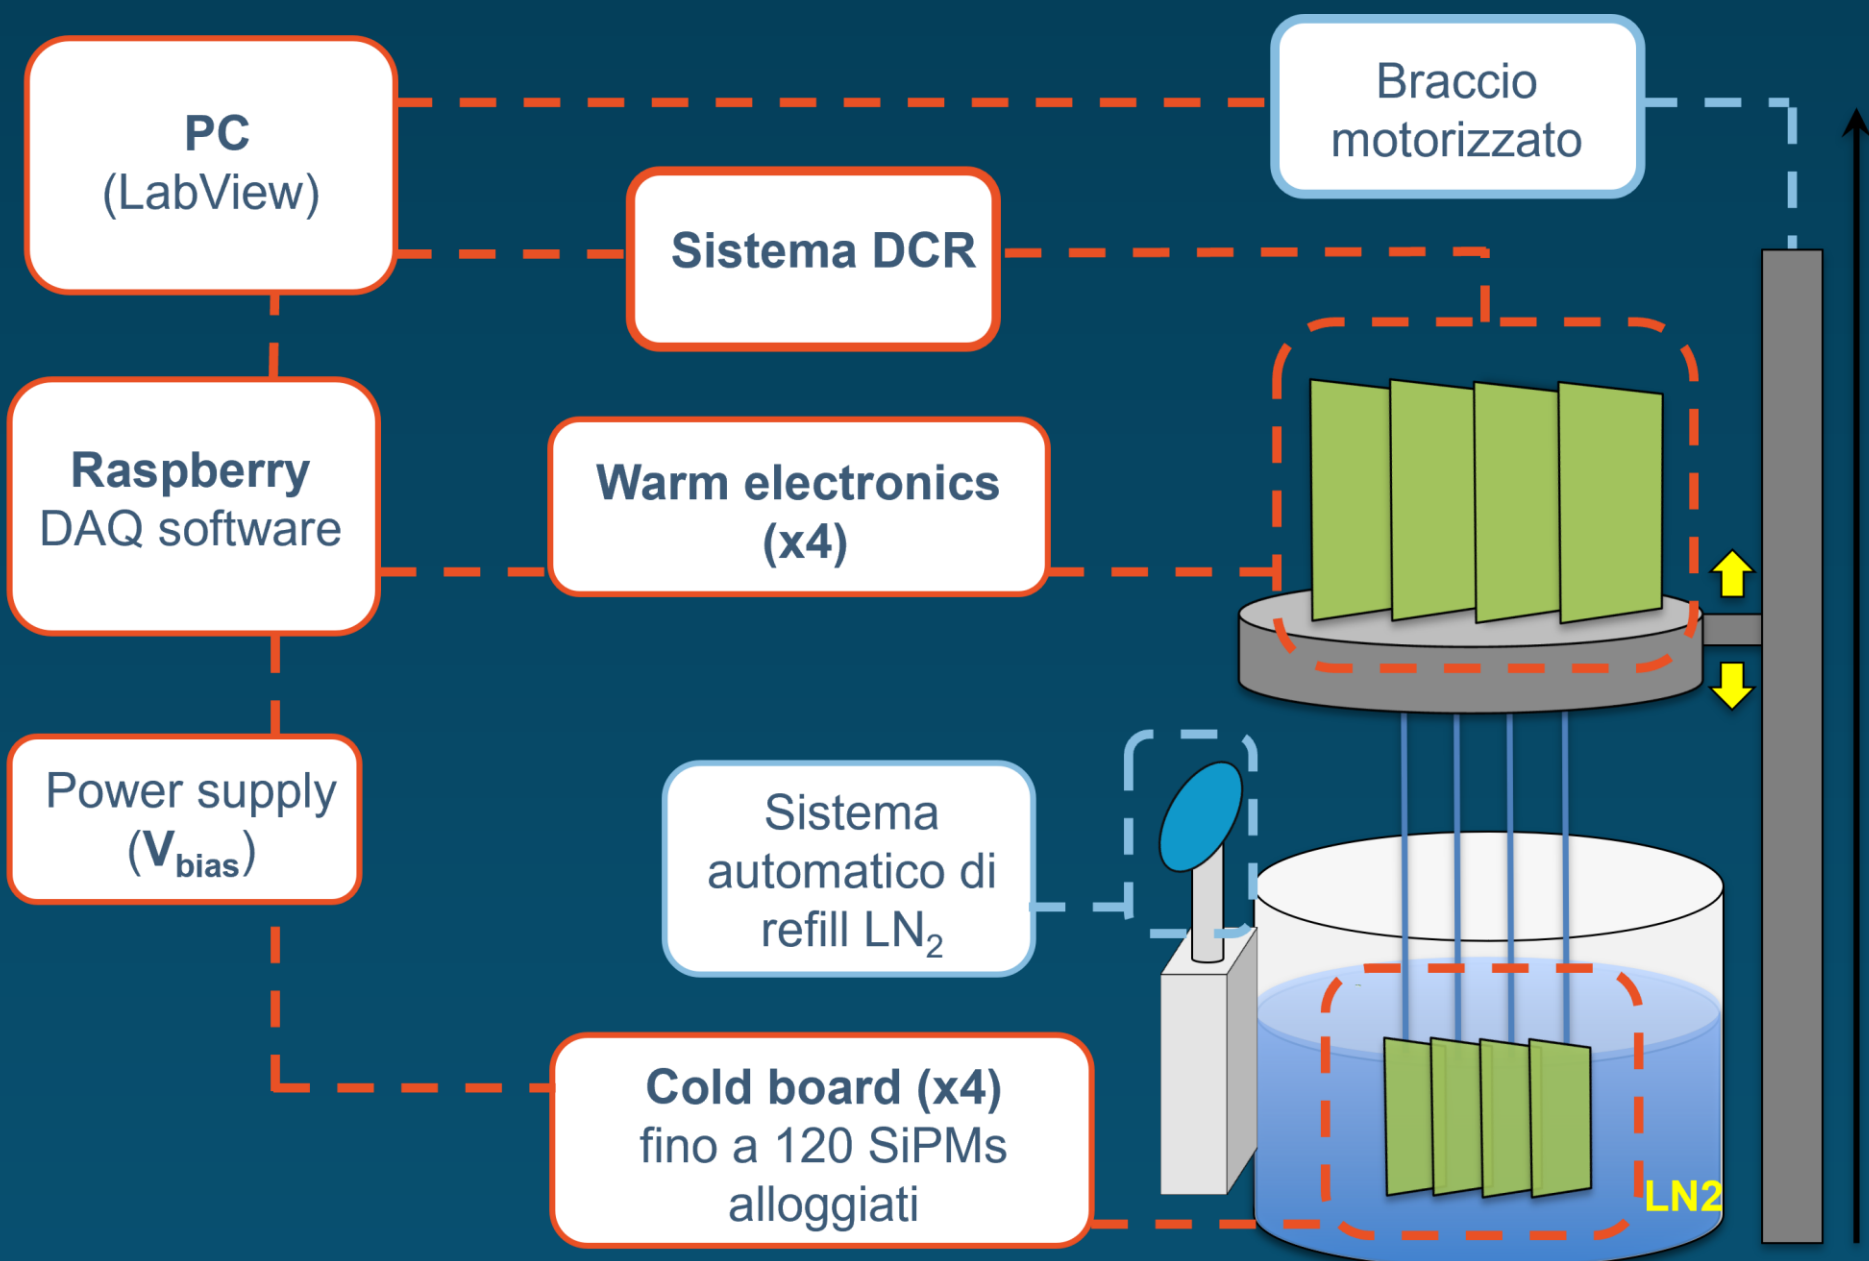 PC
(LabView)
Braccio
motorizzato
Sistema DCR
Raspberry
DAQ software
Warm electronics
(x4)
Power supply
(V_bias)
Sistema
automatico di
refill LN₂
Cold board (x4)
fino a 120 SiPMs
alloggiati
LN2